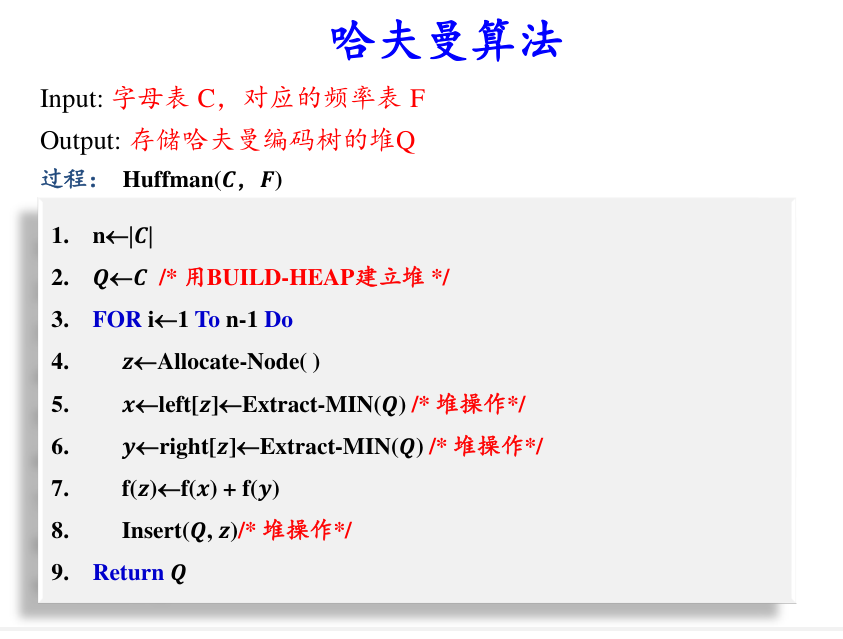 哈夫曼算法
Input: 字母表 C，对应的频率表 F
Output: 存储哈夫曼编码树的堆Q
过程： Huffman(C，F)
1. n←|C|
2. Q←C /* 用BUILD-HEAP建立堆 */
3. FOR i←1 To n-1 Do
4. z←Allocate-Node( )
5. x←left[z]←Extract-MIN(Q) /* 堆操作*/
6. y←right[z]←Extract-MIN(Q) /* 堆操作*/
7. f(z)←f(x) + f(y)
8. Insert(Q, z)/* 堆操作*/
9. Return Q